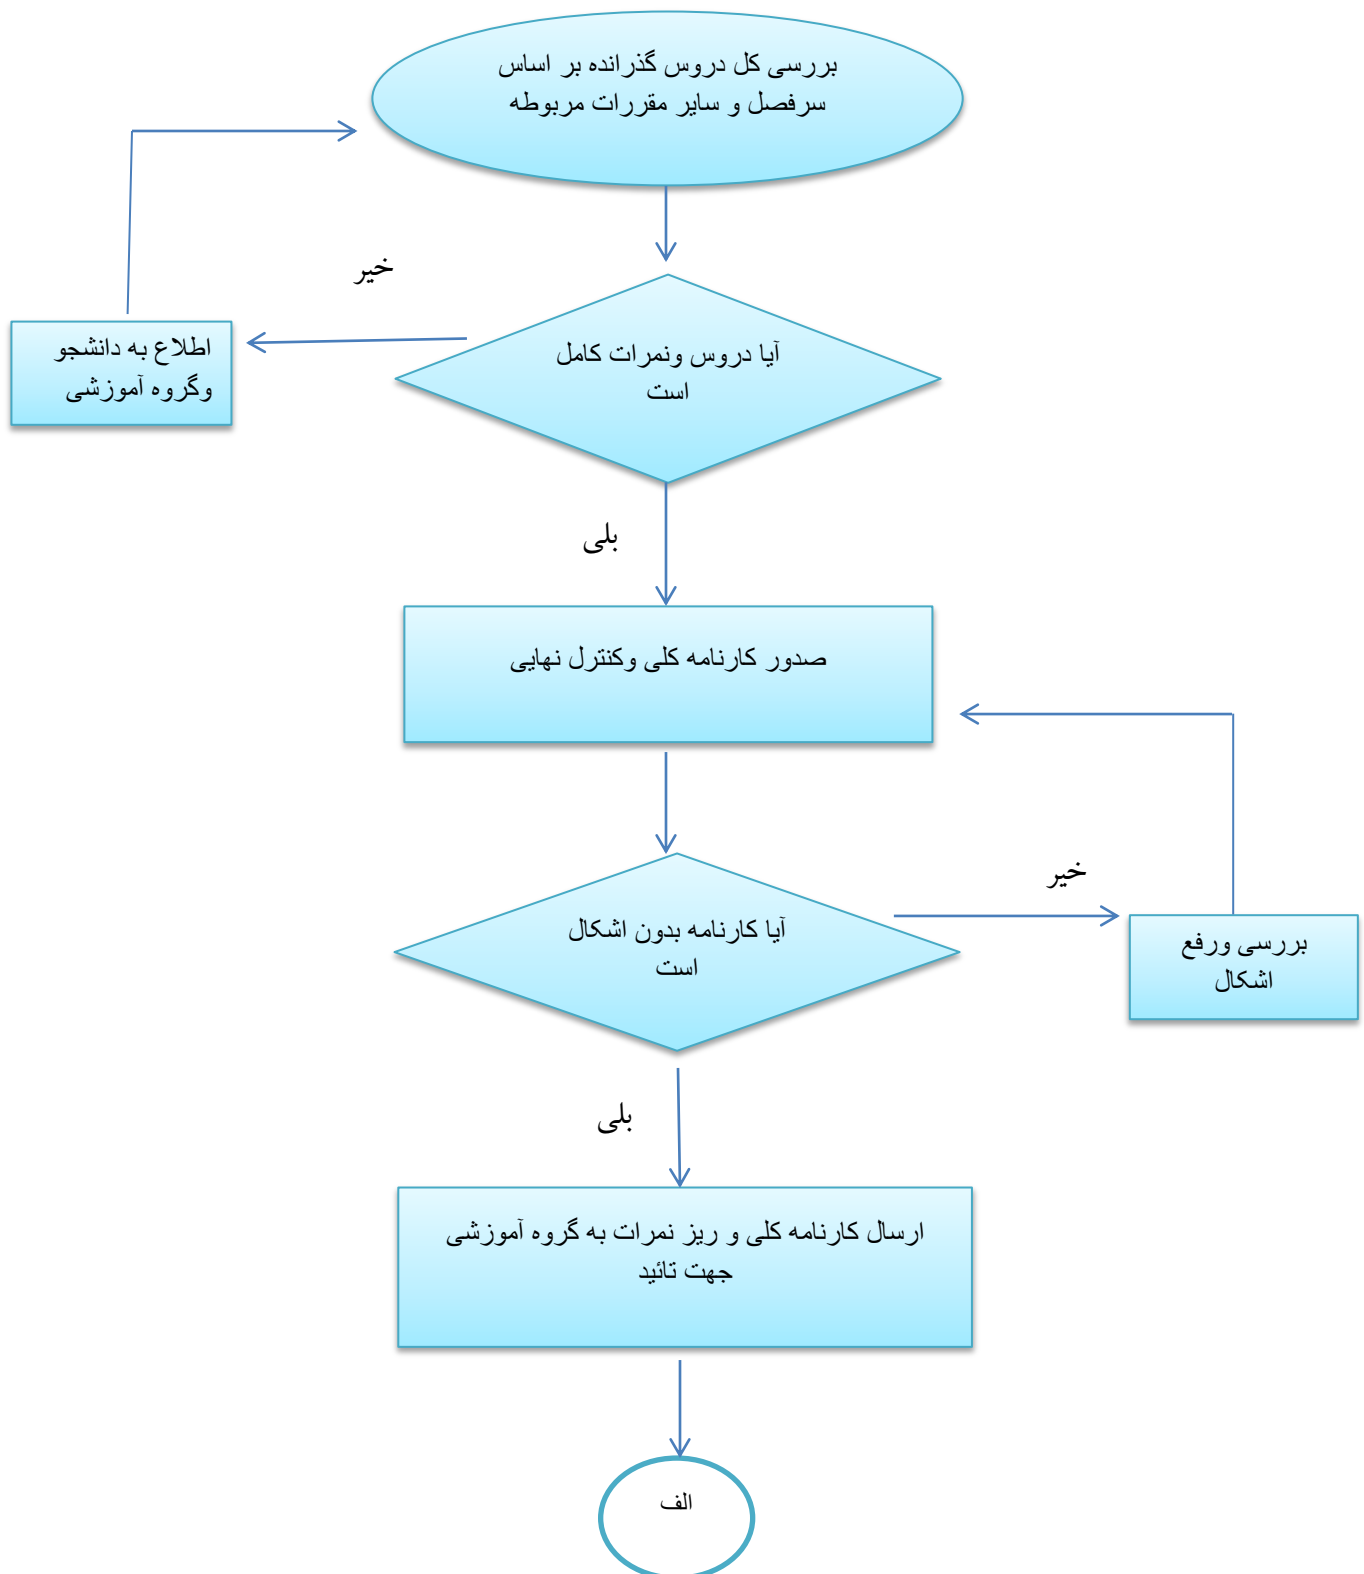 بررسی کل دروس گذرانده بر اساس
سرفصل و سایر مقررات مربوطه
خیر
اطلاع به دانشجو
وگروه آموزشی
آیا دروس ونمرات کامل
است
بلی
صدور کارنامه کلی وکنترل نهایی
آیا کارنامه بدون اشکال
است
خیر
بررسی ورفع
اشکال
بلی
ارسال کارنامه کلی و ریز نمرات به گروه آموزشی
جهت تائید
الف